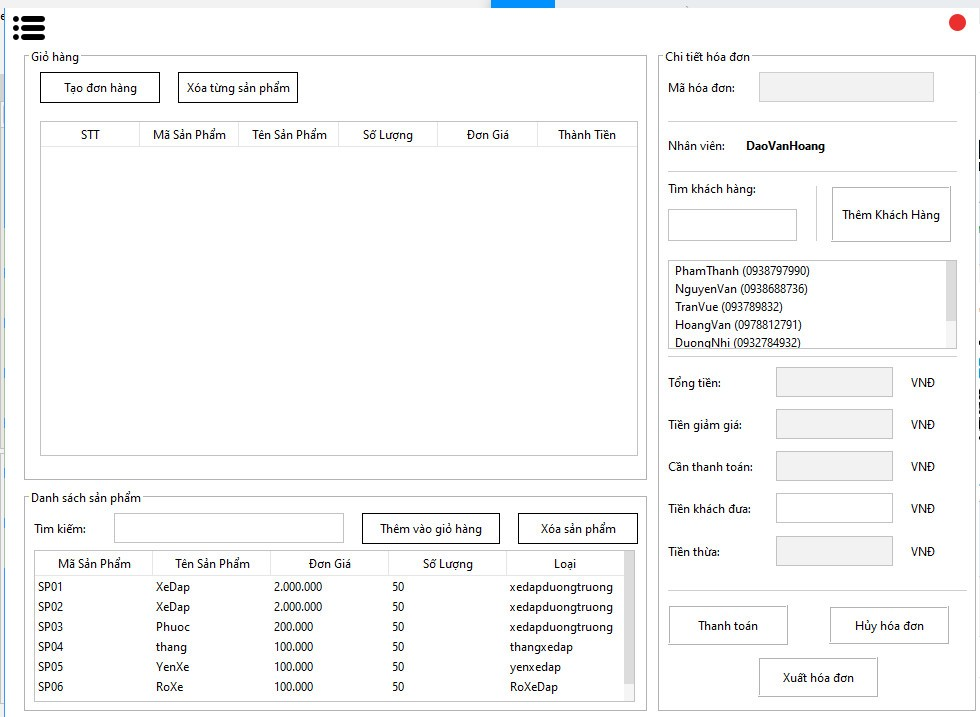 Giỏ hàng
Tạo đơn hàng Xóa từng sản phẩm
STT Mã Sản Phẩm Tên Sản Phẩm Số Lượng Đơn Giá Thành Tiền
Danh sách sản phẩm
Tìm kiếm: Thêm vào giỏ hàng Xóa sản phẩm
Mã Sản Phẩm Tên Sản Phẩm Đơn Giá Số Lượng Loại
SP01 XeDap 2.000.000 50 xedapduongtruong
SP02 XeDap 2.000.000 50 xedapduongtruong
SP03 Phuoc 200.000 50 xedapduongtruong
SP04 thang 100.000 50 thangxedap
SP05 YenXe 100.000 50 yenxedap
SP06 RoXe 100.000 50 RoXeDap
Chi tiết hóa đơn
Mã hóa đơn:
Nhân viên: DaoVanHoang
Tìm khách hàng:
Thêm Khách Hàng
PhamThanh (0938797990)
NguyenVan (0938688736)
TranVue (093789832)
HoangVan (0978812791)
DuongNhi (0932784932)
Tổng tiền: VNĐ
Tiền giảm giá: VNĐ
Cần thanh toán: VNĐ
Tiền khách đưa: VNĐ
Tiền thừa: VNĐ
Thanh toán Hủy hóa đơn
Xuất hóa đơn